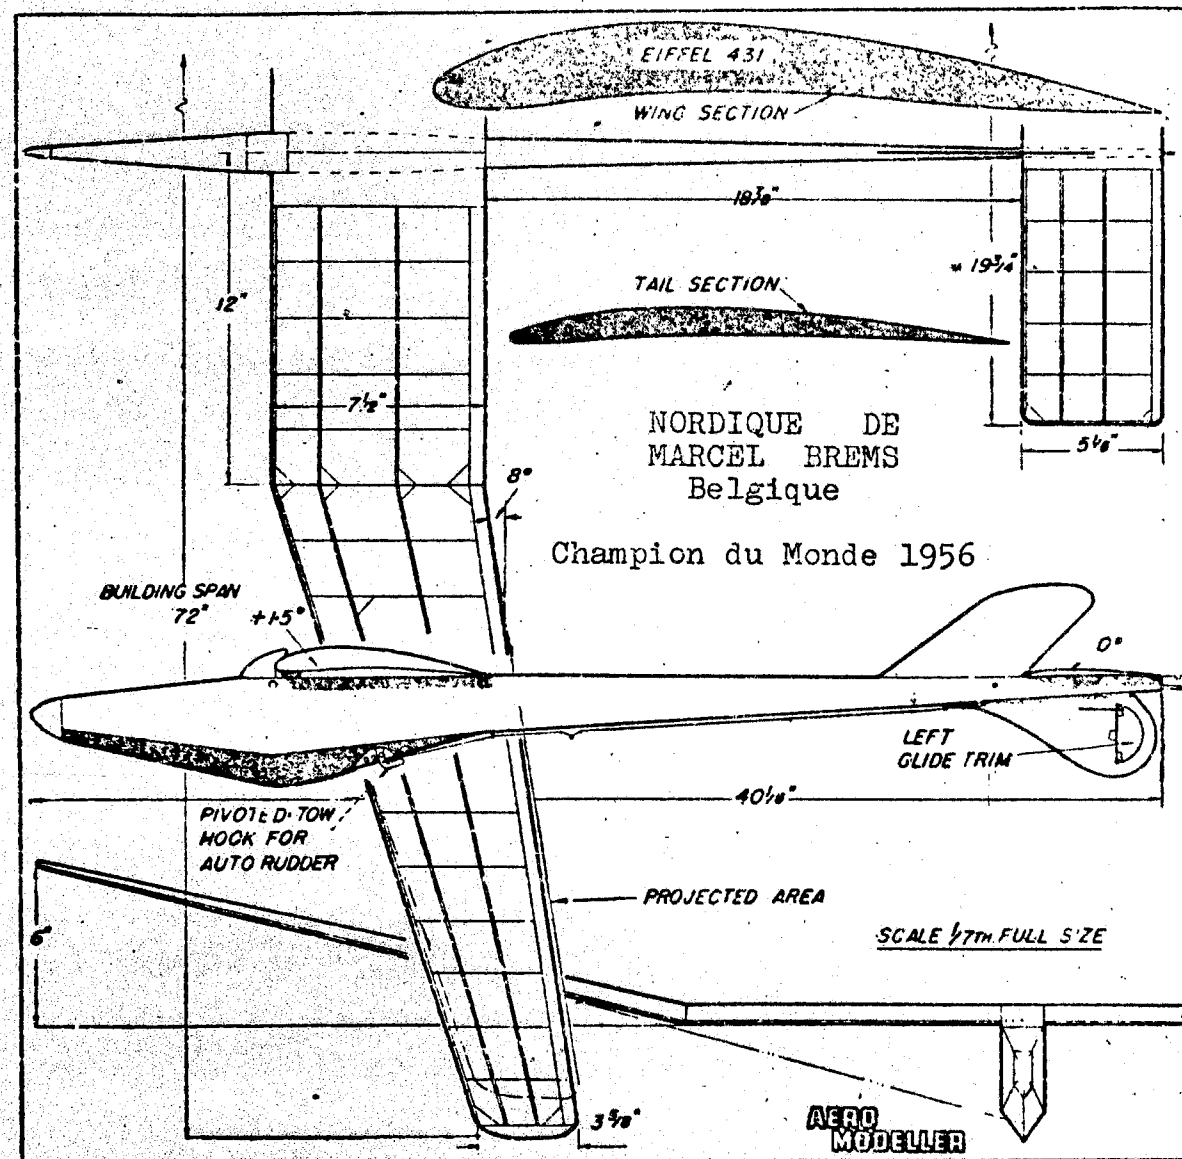 EIFFEL 431
WING SECTION
18⅞"
12"
* 19¾"
TAIL SECTION
7½"
NORDIQUE DE
MARCEL BREMS
Belgique
5⅛"
8°
Champion du Monde 1956
BUILDING SPAN
72"
+1·5°
0°
LEFT
GLIDE TRIM
PIVOTED TOW
HOOK FOR
AUTO RUDDER
PROJECTED AREA
6"
SCALE 1/7TH. FULL SIZE
3⅝"
AERO
MODELLER